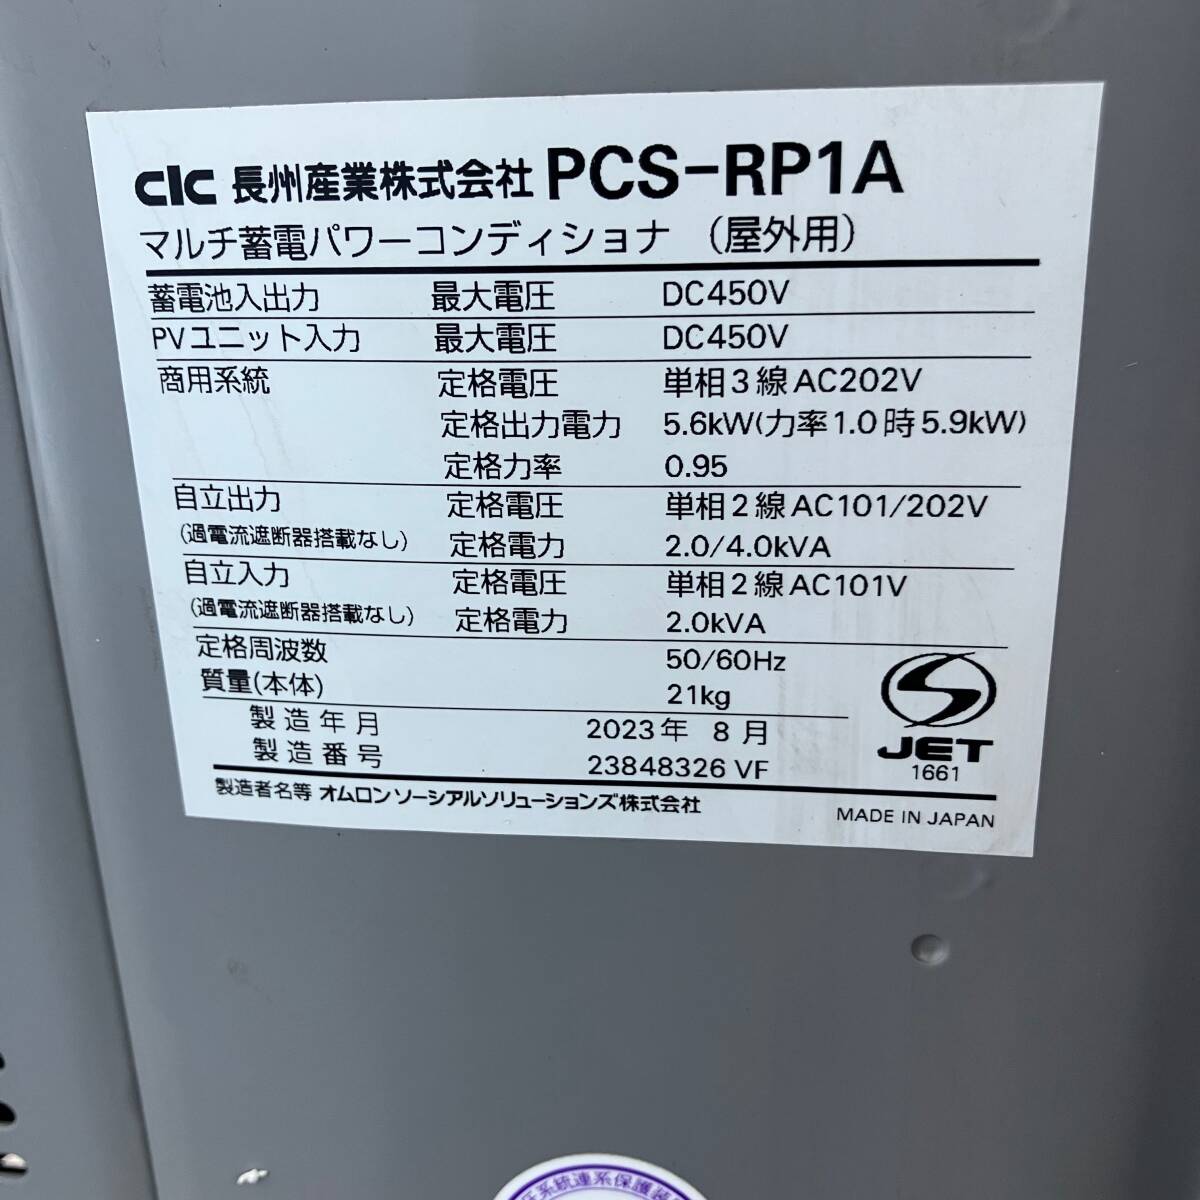 CIC 長州産業株式会社 PCS-RP1A
マルチ蓄電パワーコンディショナ （屋外用）
蓄電池入出力 最大電圧 DC450V
PVユニット入力 最大電圧 DC450V
商用系統 定格電圧 単相3線AC202V
定格出力電力 5.6kW(力率1.0時5.9kW)
定格力率 0.95
自立出力 定格電圧 単相2線AC101/202V
(過電流遮断器搭載なし) 定格電力 2.0/4.0kVA
自立入力 定格電圧 単相2線AC101V
(過電流遮断器搭載なし) 定格電力 2.0kVA
定格周波数 50/60Hz
質量(本体) 21kg
製造年月 2023年 8月
製造番号 23848326 VF
製造者名等 オムロン ソーシアルソリューションズ株式会社
JET
1661
MADE IN JAPAN
圧系統連系保護装